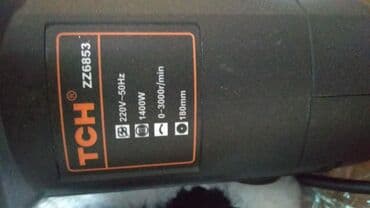 TCH®
ZZ6853
220V~50Hz
1400W
0-3000r/min
180mm